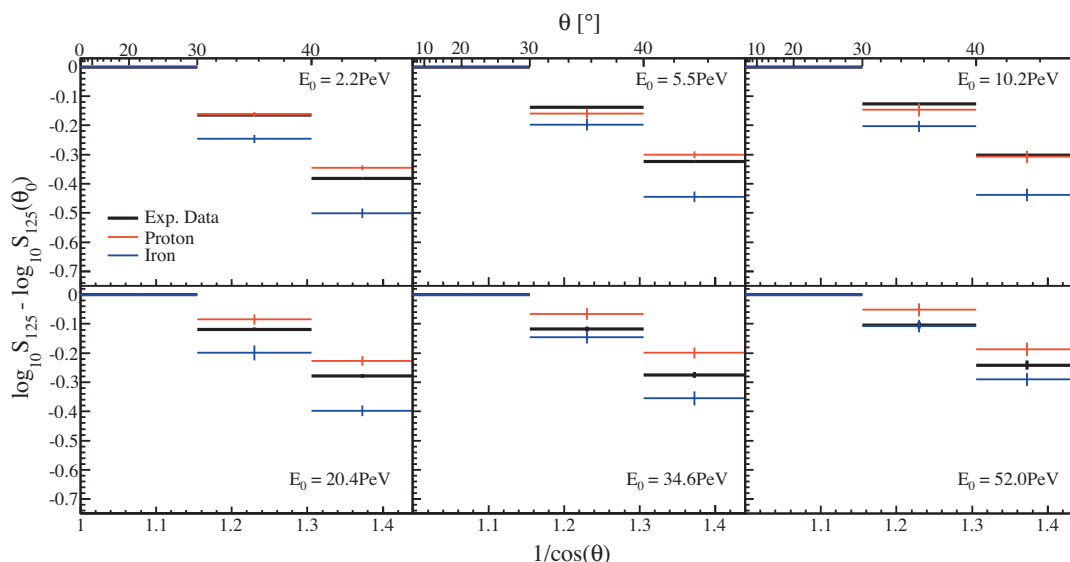 θ [°]
0 20 30 40 10 20 30 40 10 20 30 40
E₀ = 2.2PeV E₀ = 5.5PeV E₀ = 10.2PeV
0
-0.1
-0.2
-0.3
-0.4
-0.5
-0.6
-0.7
Exp. Data
Proton
Iron
log₁₀S₁₂₅ - log₁₀S₁₂₅(θ₀)
0
-0.1
-0.2
-0.3
-0.4
-0.5
-0.6
-0.7
E₀ = 20.4PeV E₀ = 34.6PeV E₀ = 52.0PeV
1 1.1 1.2 1.3 1.4 1.1 1.2 1.3 1.4 1.1 1.2 1.3 1.4
1/cos(θ)